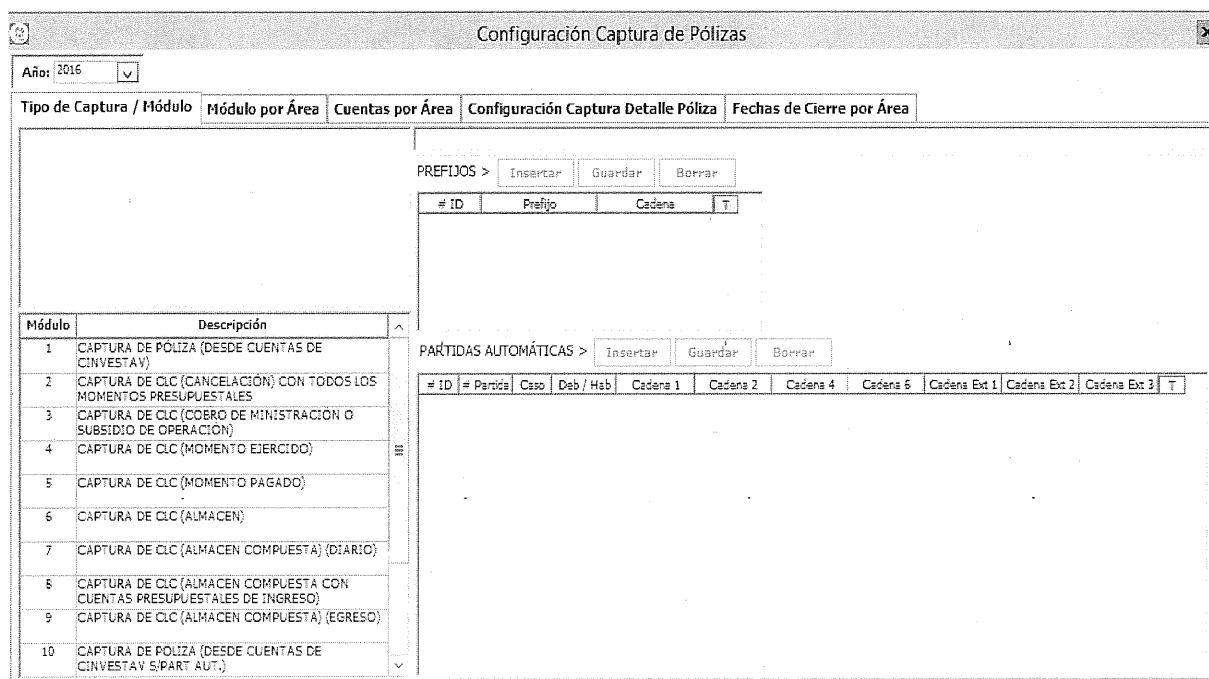 Configuración Captura de Pólizas
Año: 2016
Tipo de Captura / Módulo Módulo por Área Cuentas por Área Configuración Captura Detalle Póliza Fechas de Cierre por Área
PREFIJOS > Insertar Guardar Borrar
# ID Prefijo Cadena T
Módulo Descripción
1 CAPTURA DE PÓLIZA (DESDE CUENTAS DE
CINVESTAV)
2 CAPTURA DE CLC (CANCELACIÓN) CON TODOS LOS
MOMENTOS PRESUPUESTALES
3 CAPTURA DE CLC (COBRO DE MINISTRACIÓN O
SUBSIDIO DE OPERACIÓN)
4 CAPTURA DE CLC (MOMENTO EJERCIDO)
5 CAPTURA DE CLC (MOMENTO PAGADO)
6 CAPTURA DE CLC (ALMACEN)
7 CAPTURA DE CLC (ALMACEN COMPUESTA) (DIARIO)
8 CAPTURA DE CLC (ALMACEN COMPUESTA CON
CUENTAS PRESUPUESTALES DE INGRESO)
9 CAPTURA DE CLC (ALMACEN COMPUESTA) (EGRESO)
10 CAPTURA DE POLIZA (DESDE CUENTAS DE
CINVESTAV S/PART AUT.)
PARTIDAS AUTOMÁTICAS > Insertar Guardar Borrar
# ID # Partida Caso Deb / Hab Cadena 1 Cadena 2 Cadena 4 Cadena 6 Cadena Ext 1 Cadena Ext 2 Cadena Ext 3 T